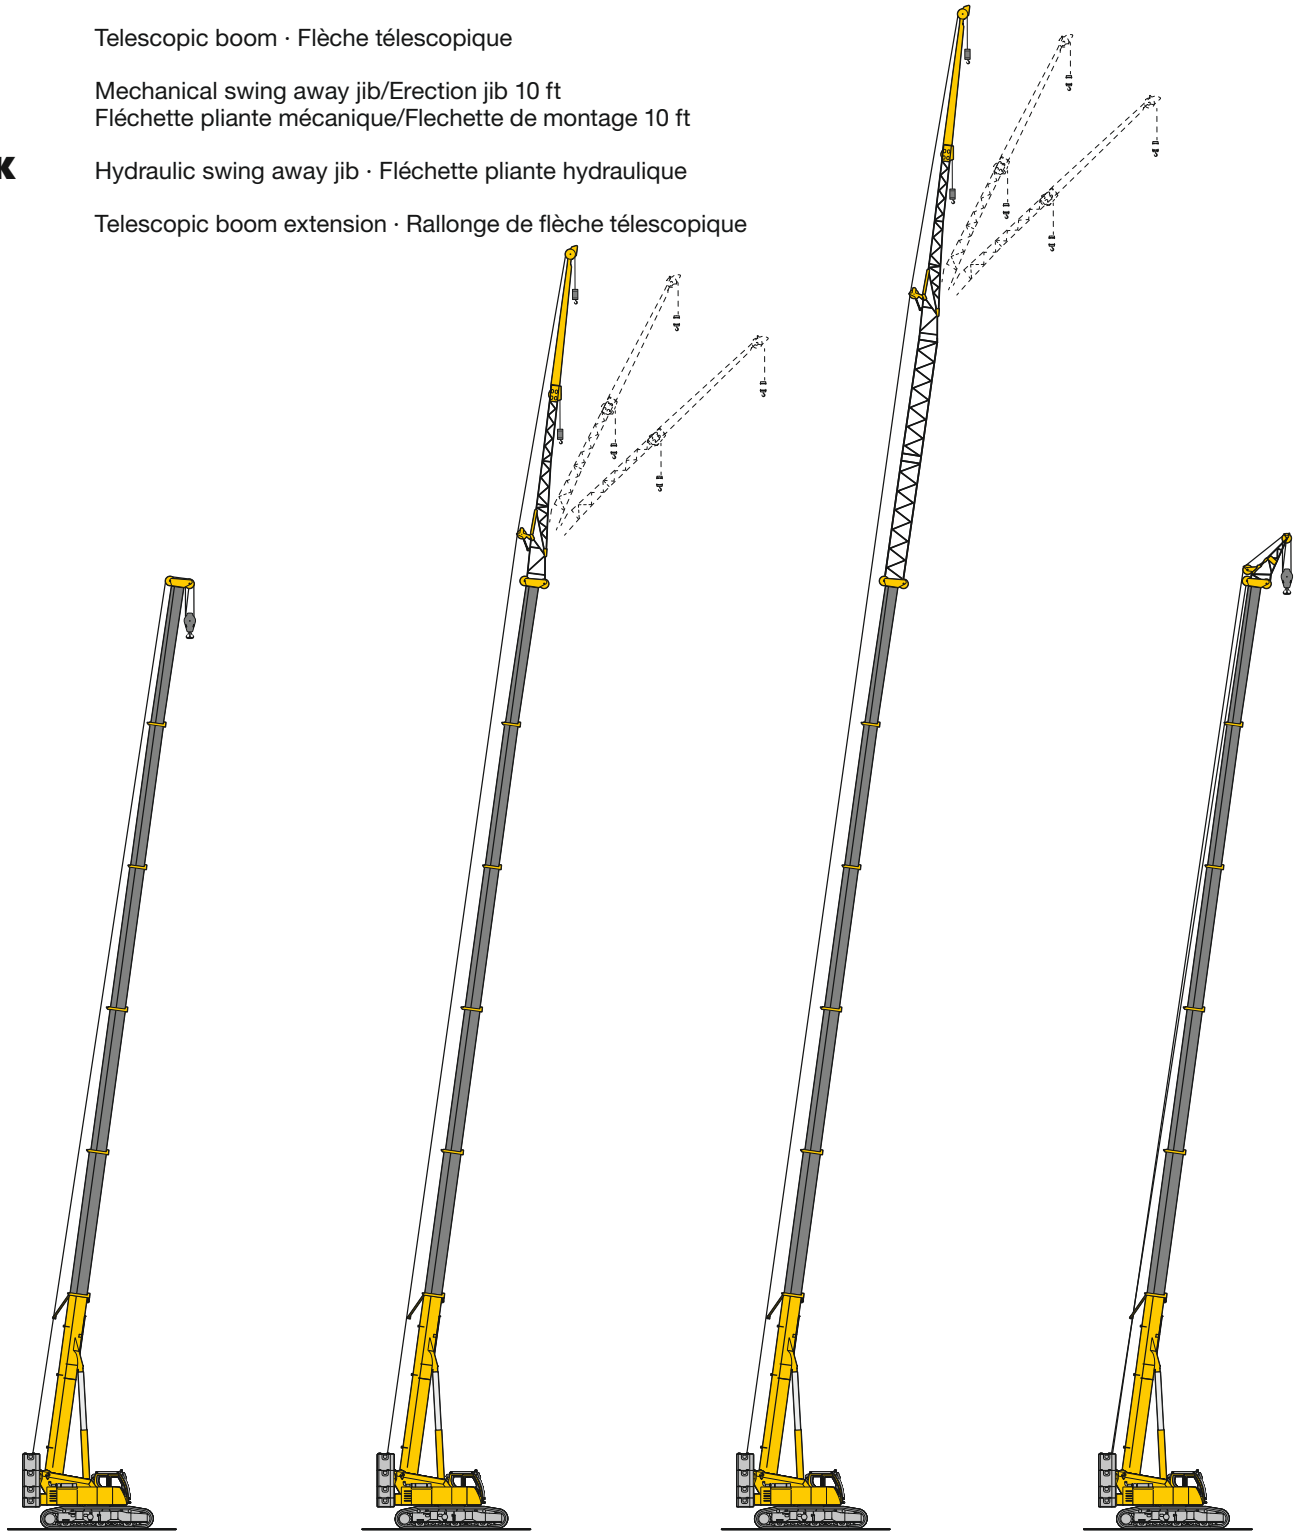 Telescopic boom · Flèche télescopique
Mechanical swing away jib/Erection jib 10 ft
Fléchette pliante mécanique/Flechette de montage 10 ft
K
Hydraulic swing away jib · Fléchette pliante hydraulique
Telescopic boom extension · Rallonge de flèche télescopique